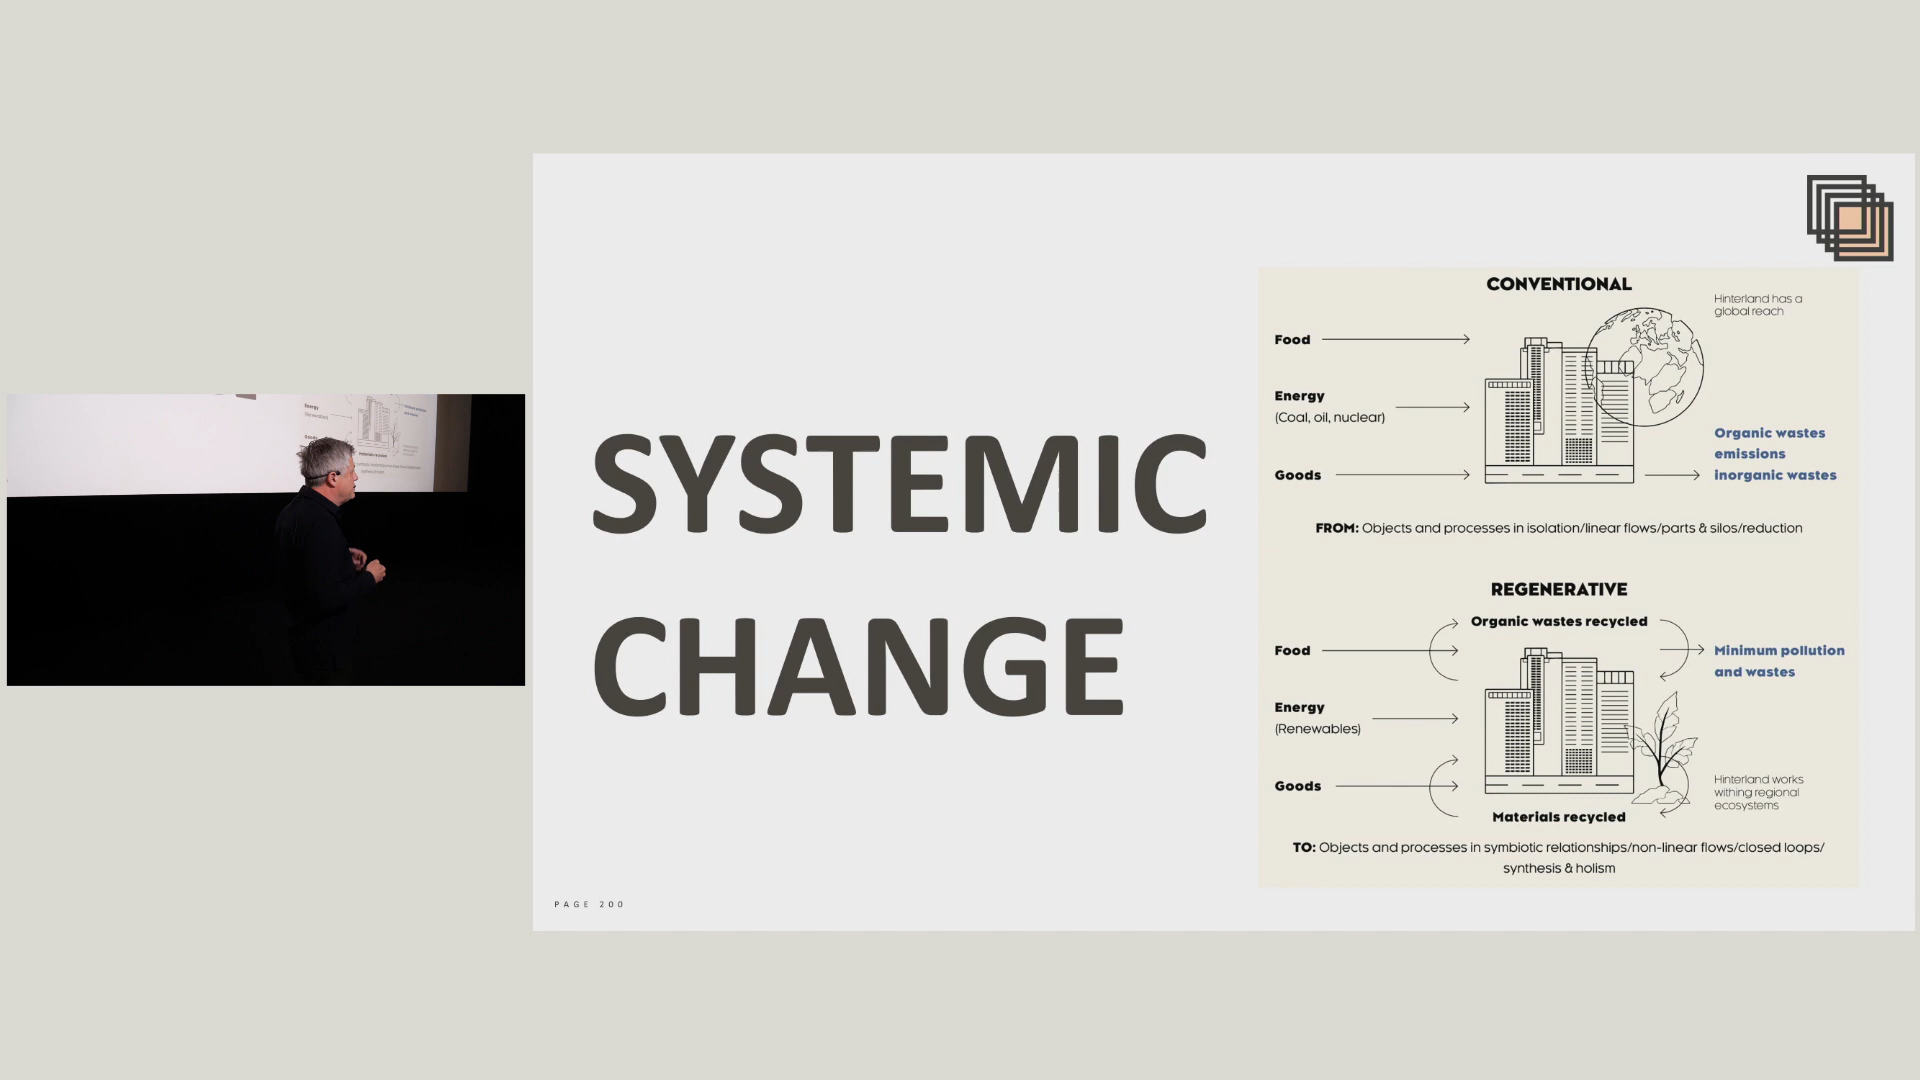 SYSTEMIC
CHANGE
PAGE 200
CONVENTIONAL
Hinterland has a
global reach
Food
Energy
(Coal, oil, nuclear)
Goods
Organic wastes
emissions
inorganic wastes
FROM: Objects and processes in isolation/linear flows/parts & silos/reduction
REGENERATIVE
Organic wastes recycled
Food
Minimum pollution
and wastes
Energy
(Renewables)
Goods
Hinterland works
withing regional
ecosystems
Materials recycled
TO: Objects and processes in symbiotic relationships/non-linear flows/closed loops/
synthesis & holism